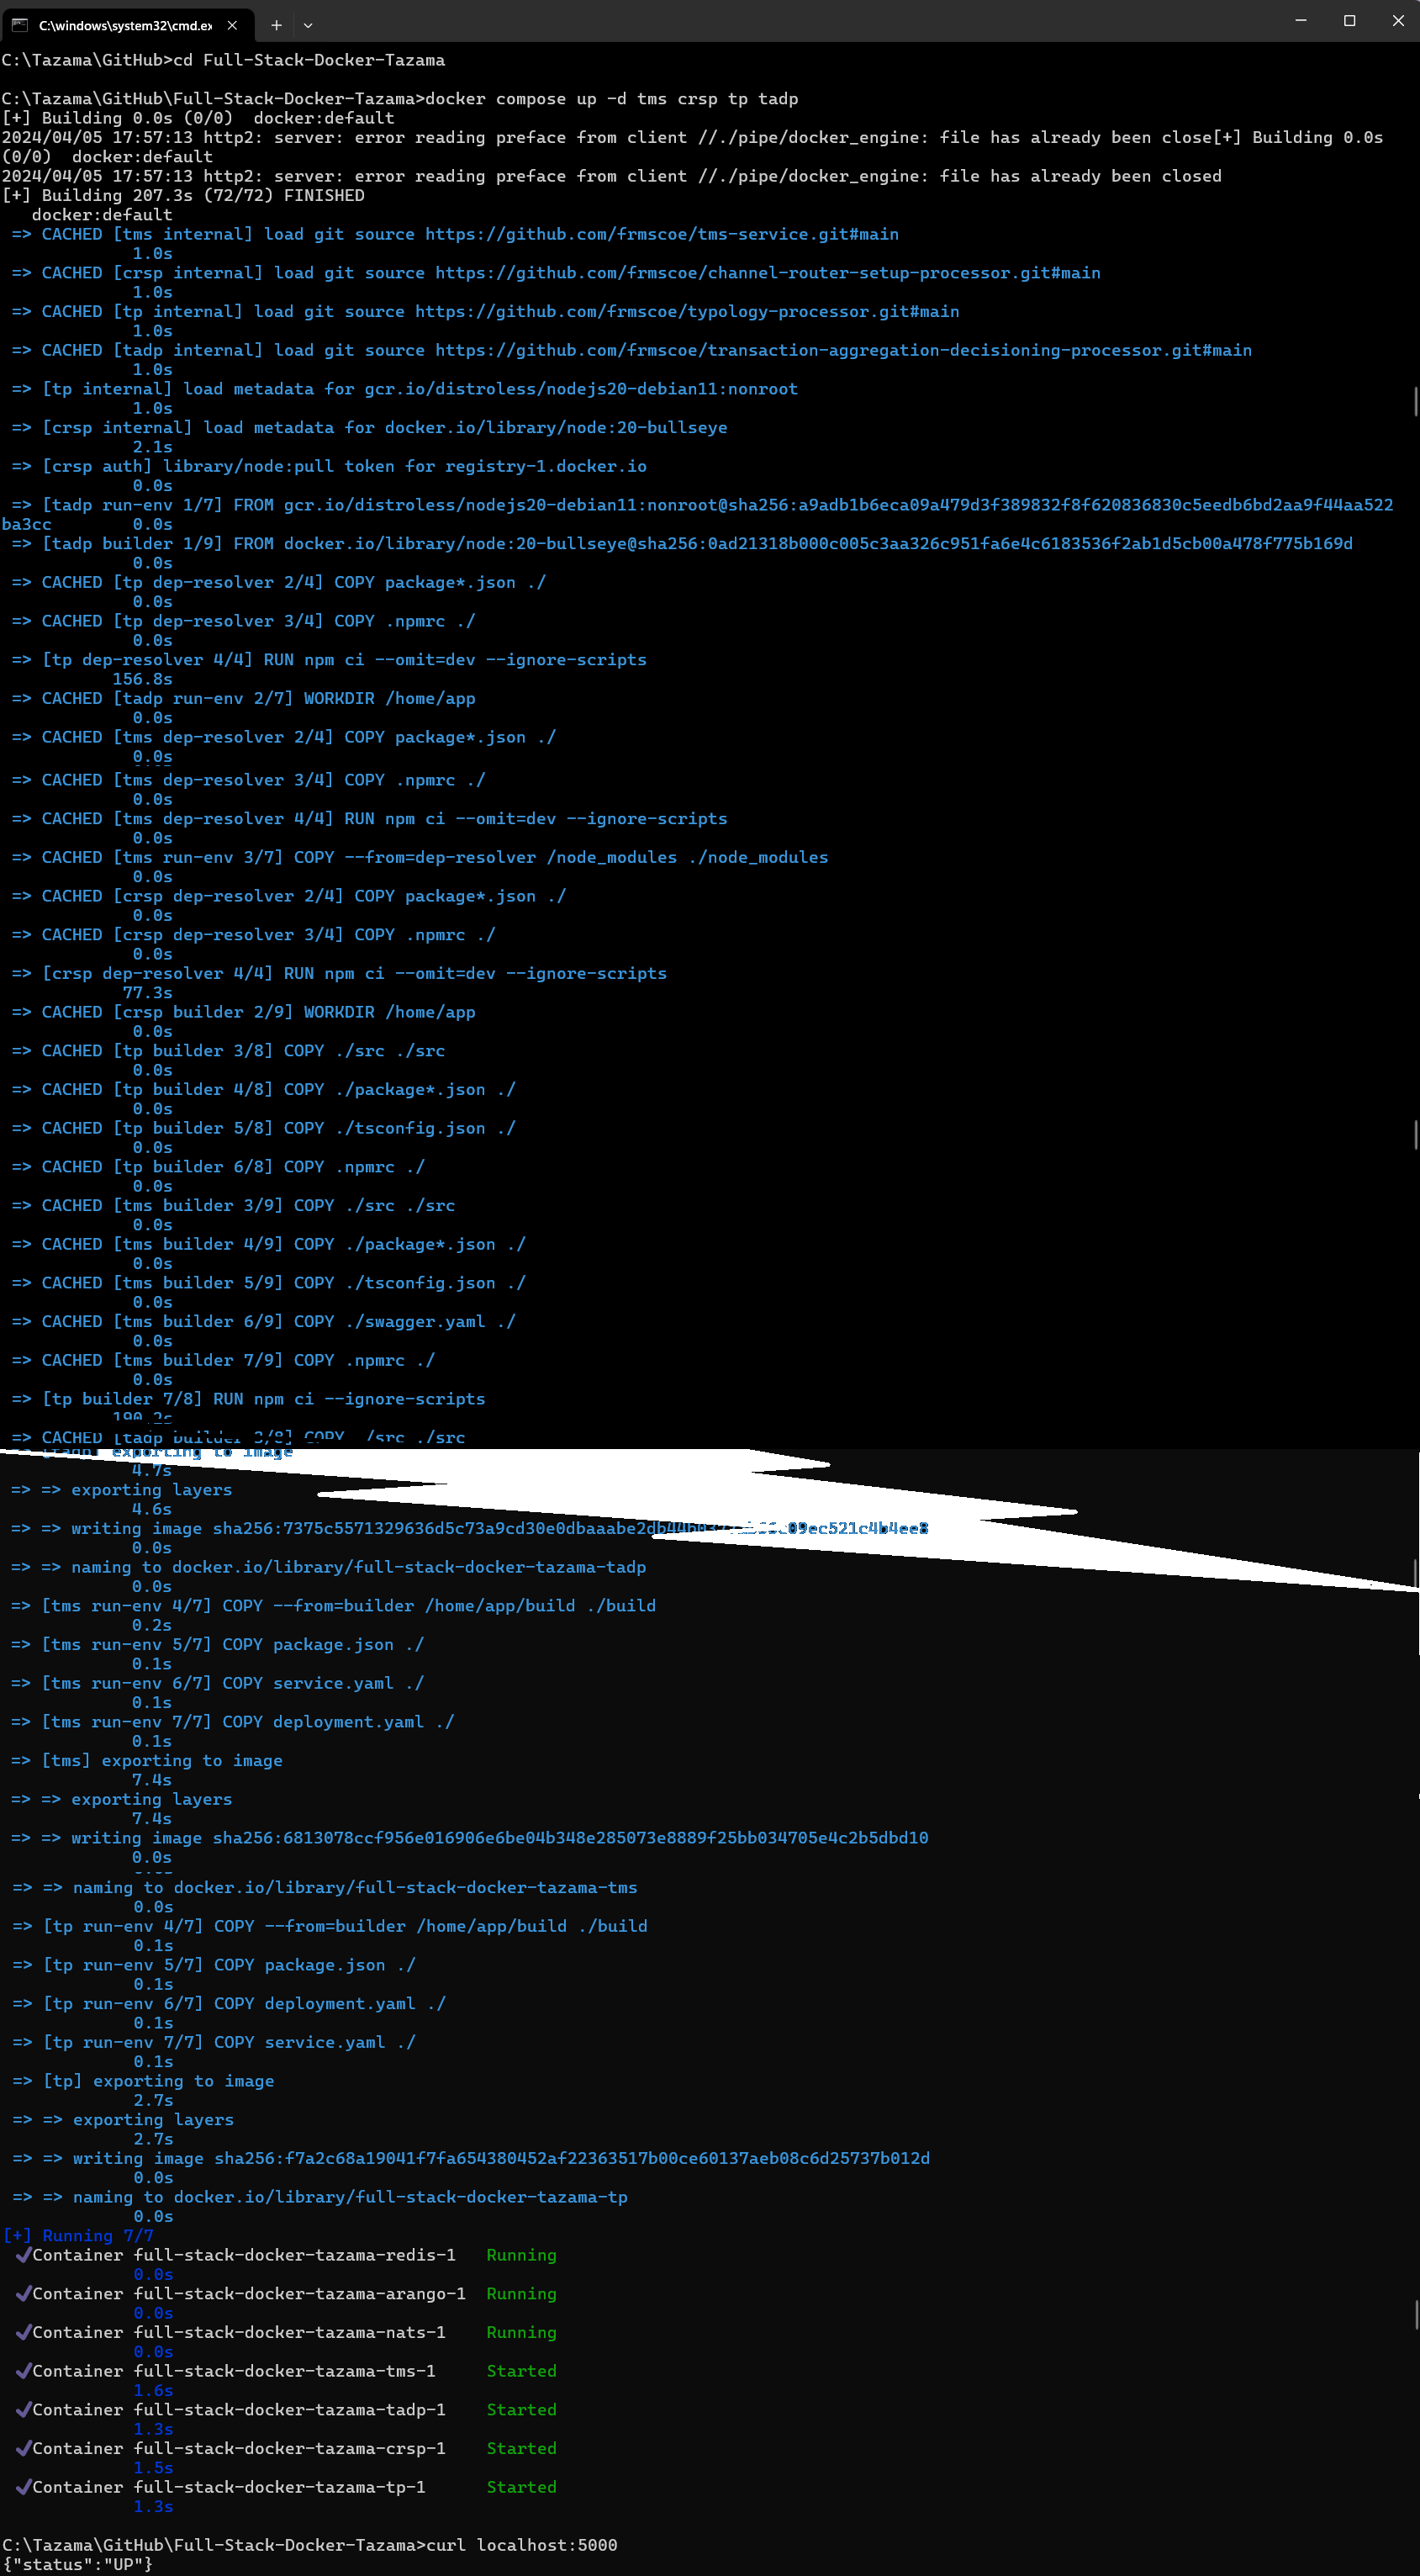 C:\windows\system32\cmd.ex
C:\Tazama\GitHub>cd Full-Stack-Docker-Tazama
C:\Tazama\GitHub\Full-Stack-Docker-Tazama>docker compose up -d tms crsp tp tadp
[+] Building 0.0s (0/0)  docker:default
2024/04/05 17:57:13 http2: server: error reading preface from client //./pipe/docker_engine: file has already been close[+] Building 0.0s
(0/0)  docker:default
2024/04/05 17:57:13 http2: server: error reading preface from client //./pipe/docker_engine: file has already been closed
[+] Building 207.3s (72/72) FINISHED
docker:default
=> CACHED [tms internal] load git source https://github.com/frmscoe/tms-service.git#main
1.0s
=> CACHED [crsp internal] load git source https://github.com/frmscoe/channel-router-setup-processor.git#main
1.0s
=> CACHED [tp internal] load git source https://github.com/frmscoe/typology-processor.git#main
1.0s
=> CACHED [tadp internal] load git source https://github.com/frmscoe/transaction-aggregation-decisioning-processor.git#main
1.0s
=> [tp internal] load metadata for gcr.io/distroless/nodejs20-debian11:nonroot
1.0s
=> [crsp internal] load metadata for docker.io/library/node:20-bullseye
2.1s
=> [crsp auth] library/node:pull token for registry-1.docker.io
0.0s
=> [tadp run-env 1/7] FROM gcr.io/distroless/nodejs20-debian11:nonroot@sha256:a9adb1b6eca09a479d3f389832f8f620836830c5eedb6bd2aa9f44aa522
ba3cc 0.0s
=> [tadp builder 1/9] FROM docker.io/library/node:20-bullseye@sha256:0ad21318b000c005c3aa326c951fa6e4c6183536f2ab1d5cb00a478f775b169d
0.0s
=> CACHED [tp dep-resolver 2/4] COPY package*.json ./
0.0s
=> CACHED [tp dep-resolver 3/4] COPY .npmrc ./
0.0s
=> [tp dep-resolver 4/4] RUN npm ci --omit=dev --ignore-scripts
156.8s
=> CACHED [tadp run-env 2/7] WORKDIR /home/app
0.0s
=> CACHED [tms dep-resolver 2/4] COPY package*.json ./
0.0s
=> CACHED [tms dep-resolver 3/4] COPY .npmrc ./
0.0s
=> CACHED [tms dep-resolver 4/4] RUN npm ci --omit=dev --ignore-scripts
0.0s
=> CACHED [tms run-env 3/7] COPY --from=dep-resolver /node_modules ./node_modules
0.0s
=> CACHED [crsp dep-resolver 2/4] COPY package*.json ./
0.0s
=> CACHED [crsp dep-resolver 3/4] COPY .npmrc ./
0.0s
=> [crsp dep-resolver 4/4] RUN npm ci --omit=dev --ignore-scripts
77.3s
=> CACHED [crsp builder 2/9] WORKDIR /home/app
0.0s
=> CACHED [tp builder 3/8] COPY ./src ./src
0.0s
=> CACHED [tp builder 4/8] COPY ./package*.json ./
0.0s
=> CACHED [tp builder 5/8] COPY ./tsconfig.json ./
0.0s
=> CACHED [tp builder 6/8] COPY .npmrc ./
0.0s
=> CACHED [tms builder 3/9] COPY ./src ./src
0.0s
=> CACHED [tms builder 4/9] COPY ./package*.json ./
0.0s
=> CACHED [tms builder 5/9] COPY ./tsconfig.json ./
0.0s
=> CACHED [tms builder 6/9] COPY ./swagger.yaml ./
0.0s
=> CACHED [tms builder 7/9] COPY .npmrc ./
0.0s
=> [tp builder 7/8] RUN npm ci --ignore-scripts
190.2s
=> CACHED [tadp builder 3/8] COPY ./src ./src
[tadp] exporting to image
4.7s
=> => exporting layers
4.6s
=> => writing image
0.0s
=> => naming to docker.io/library/full-stack-docker-tazama-tadp
0.0s
=> [tms run-env 4/7] COPY --from=builder /home/app/build ./build
0.2s
=> [tms run-env 5/7] COPY package.json ./
0.1s
=> [tms run-env 6/7] COPY service.yaml ./
0.1s
=> [tms run-env 7/7] COPY deployment.yaml ./
0.1s
=> [tms] exporting to image
7.4s
=> => exporting layers
7.4s
=> => writing image sha256:6813078ccf956e016906e6be04b348e285073e8889f25bb034705e4c2b5dbd10
0.0s
=> => naming to docker.io/library/full-stack-docker-tazama-tms
0.0s
=> [tp run-env 4/7] COPY --from=builder /home/app/build ./build
0.1s
=> [tp run-env 5/7] COPY package.json ./
0.1s
=> [tp run-env 6/7] COPY deployment.yaml ./
0.1s
=> [tp run-env 7/7] COPY service.yaml ./
0.1s
=> [tp] exporting to image
2.7s
=> => exporting layers
2.7s
=> => writing image sha256:f7a2c68a19041f7fa654380452af22363517b00ce60137aeb08c6d25737b012d
0.0s
=> => naming to docker.io/library/full-stack-docker-tazama-tp
0.0s
[+] Running 7/7
✔Container full-stack-docker-tazama-redis-1   Running
0.0s
✔Container full-stack-docker-tazama-arango-1  Running
0.0s
✔Container full-stack-docker-tazama-nats-1    Running
0.0s
✔Container full-stack-docker-tazama-tms-1     Started
1.6s
✔Container full-stack-docker-tazama-tadp-1    Started
1.3s
✔Container full-stack-docker-tazama-crsp-1    Started
1.5s
✔Container full-stack-docker-tazama-tp-1      Started
1.3s
C:\Tazama\GitHub\Full-Stack-Docker-Tazama>curl localhost:5000
{"status":"UP"}